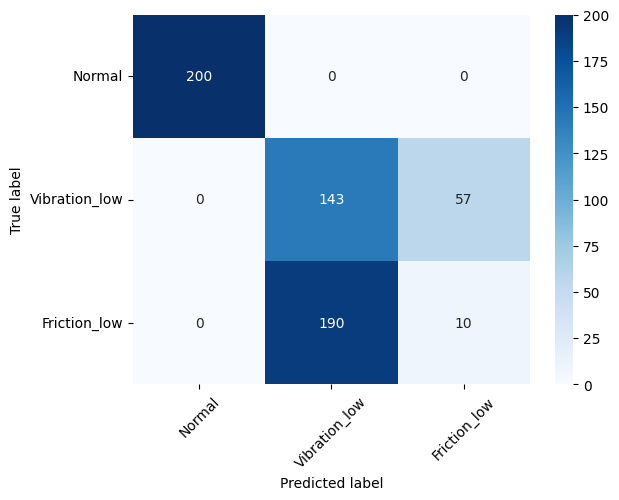 200
Normal
200
0
0
175
150
125
True label
Vibration_low
0
143
57
100
75
50
Friction_low
0
190
10
25
0
Normal
Vibration_low
Friction_low
Predicted label